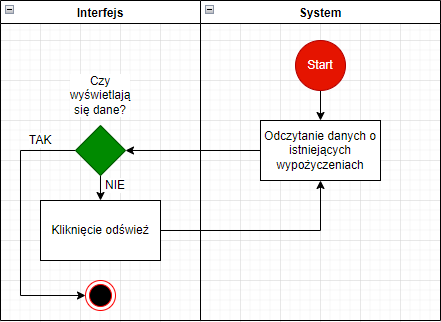 Interfejs
System
Start
Czy
wyświetlają
się dane?
Odczytanie danych o
istniejących
wypożyczeniach
TAK
NIE
Kliknięcie odśwież